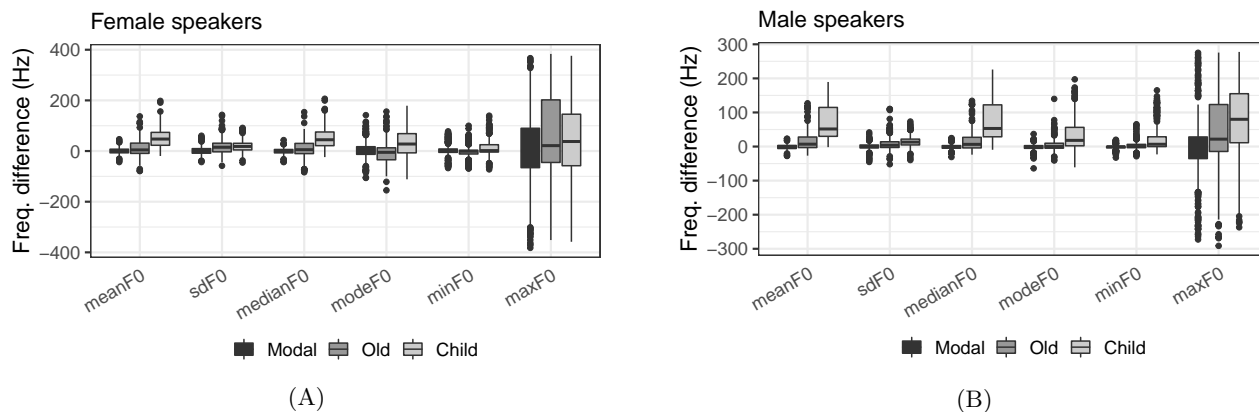 Female speakers
Freq. difference (Hz)
400
200
0
−200
−400
meanF0
sdF0
medianF0
modeF0
minF0
maxF0
Modal Old Child
(A)
Male speakers
Freq. difference (Hz)
300
200
100
0
−100
−200
−300
meanF0
sdF0
medianF0
modeF0
minF0
maxF0
Modal Old Child
(B)